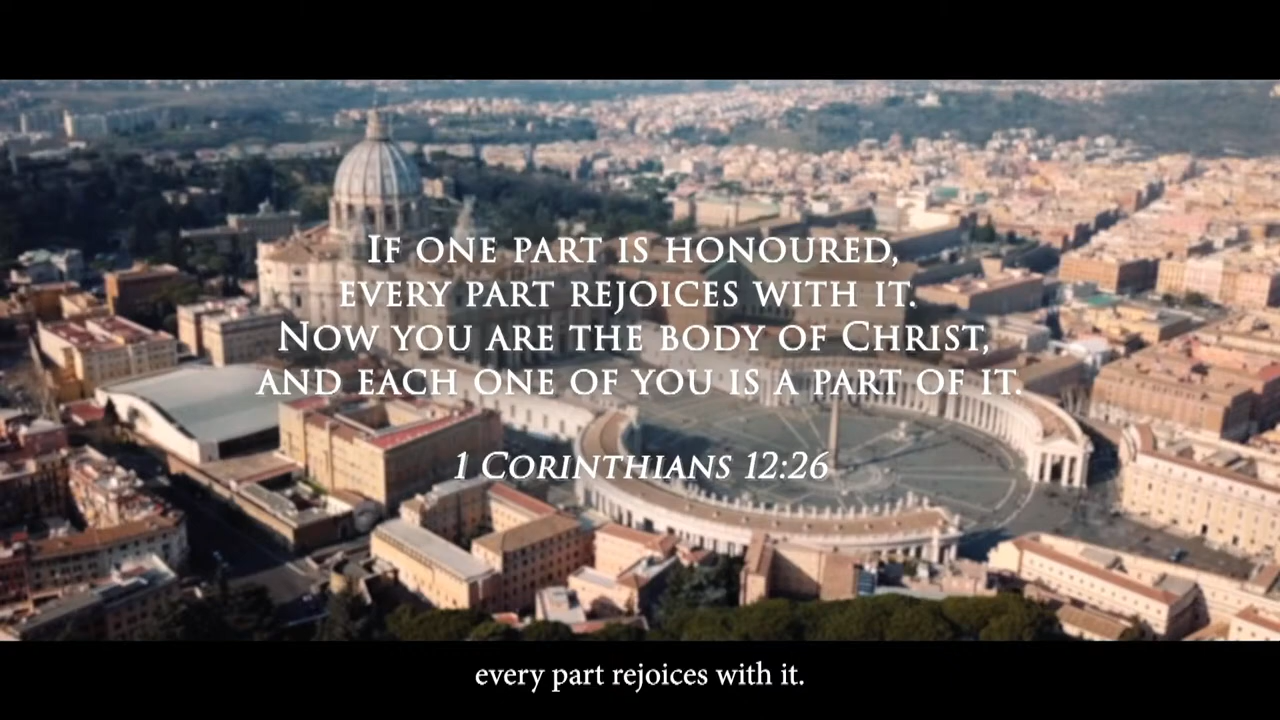 If one part is honoured,
every part rejoices with it.
Now you are the body of Christ,
and each one of you is a part of it.
1 Corinthians 12:26
every part rejoices with it.